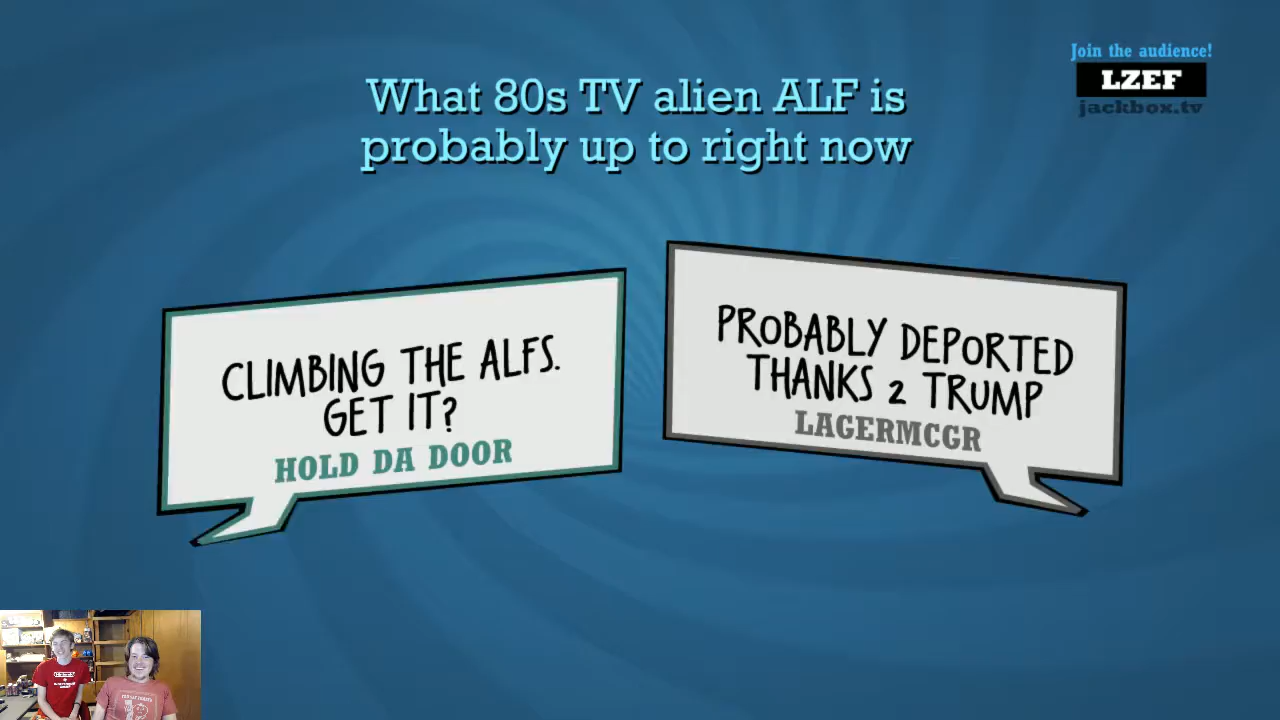 Join the audience!
LZEF
jackbox.tv
What 80s TV alien ALF is
probably up to right now
CLIMBING THE ALFS.
GET IT?
HOLD DA DOOR
PROBABLY DEPORTED
THANKS 2 TRUMP
LAGERMCGR